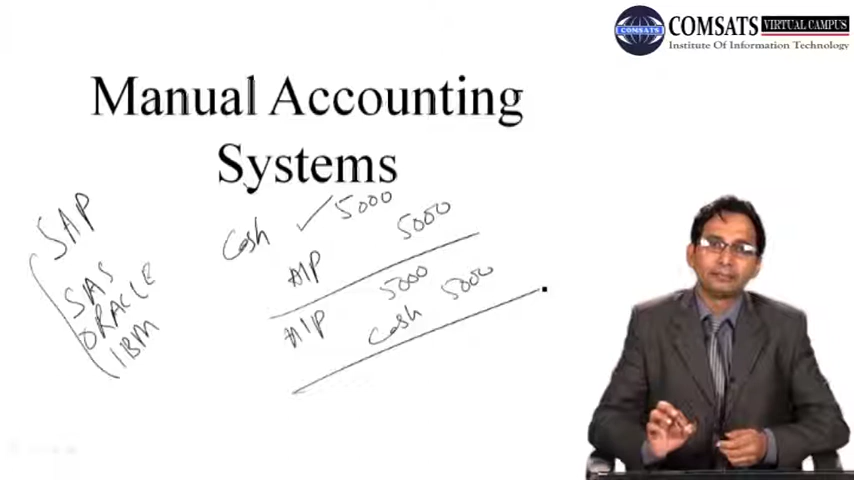 COMSATS VIRTUAL CAMPUS
COMSATS
Institute Of Information Technology
Manual Accounting
Systems
SAP
SAS
ORACLE
IBM
Cash 5000
A/P 5000
A/P 5000
Cash 5000